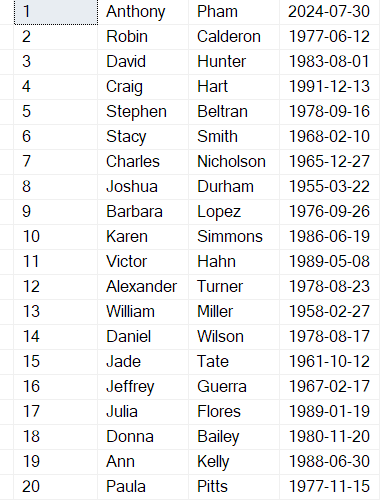 1 Anthony Pham 2024-07-30
2 Robin Calderon 1977-06-12
3 David Hunter 1983-08-01
4 Craig Hart 1991-12-13
5 Stephen Beltran 1978-09-16
6 Stacy Smith 1968-02-10
7 Charles Nicholson 1965-12-27
8 Joshua Durham 1955-03-22
9 Barbara Lopez 1976-09-26
10 Karen Simmons 1986-06-19
11 Victor Hahn 1989-05-08
12 Alexander Turner 1978-08-23
13 William Miller 1958-02-27
14 Daniel Wilson 1978-08-17
15 Jade Tate 1961-10-12
16 Jeffrey Guerra 1967-02-17
17 Julia Flores 1989-01-19
18 Donna Bailey 1980-11-20
19 Ann Kelly 1988-06-30
20 Paula Pitts 1977-11-15